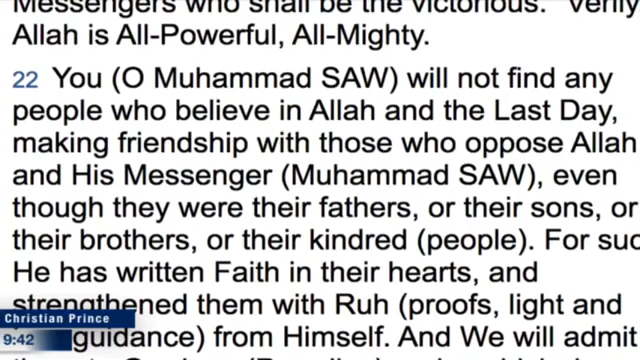 Messengers who shall be the victorious." Verily
Allah is All-Powerful, All-Mighty.
22 You (O Muhammad SAW) will not find any
people who believe in Allah and the Last Day,
making friendship with those who oppose Allah
and His Messenger (Muhammad SAW), even
though they were their fathers, or their sons, or
their brothers, or their kindred (people). For suc
He has written Faith in their hearts, and
strengthened them with Ruh (proofs, light and
Christian Prince
9:42
guidance) from Himself. And We will admit